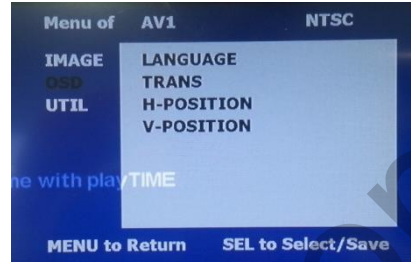 Menu of AV1 NTSC
IMAGE
OSD
UTIL
LANGUAGE
TRANS
H-POSITION
V-POSITION
ne with playTIME
MENU to Return SEL to Select/Save